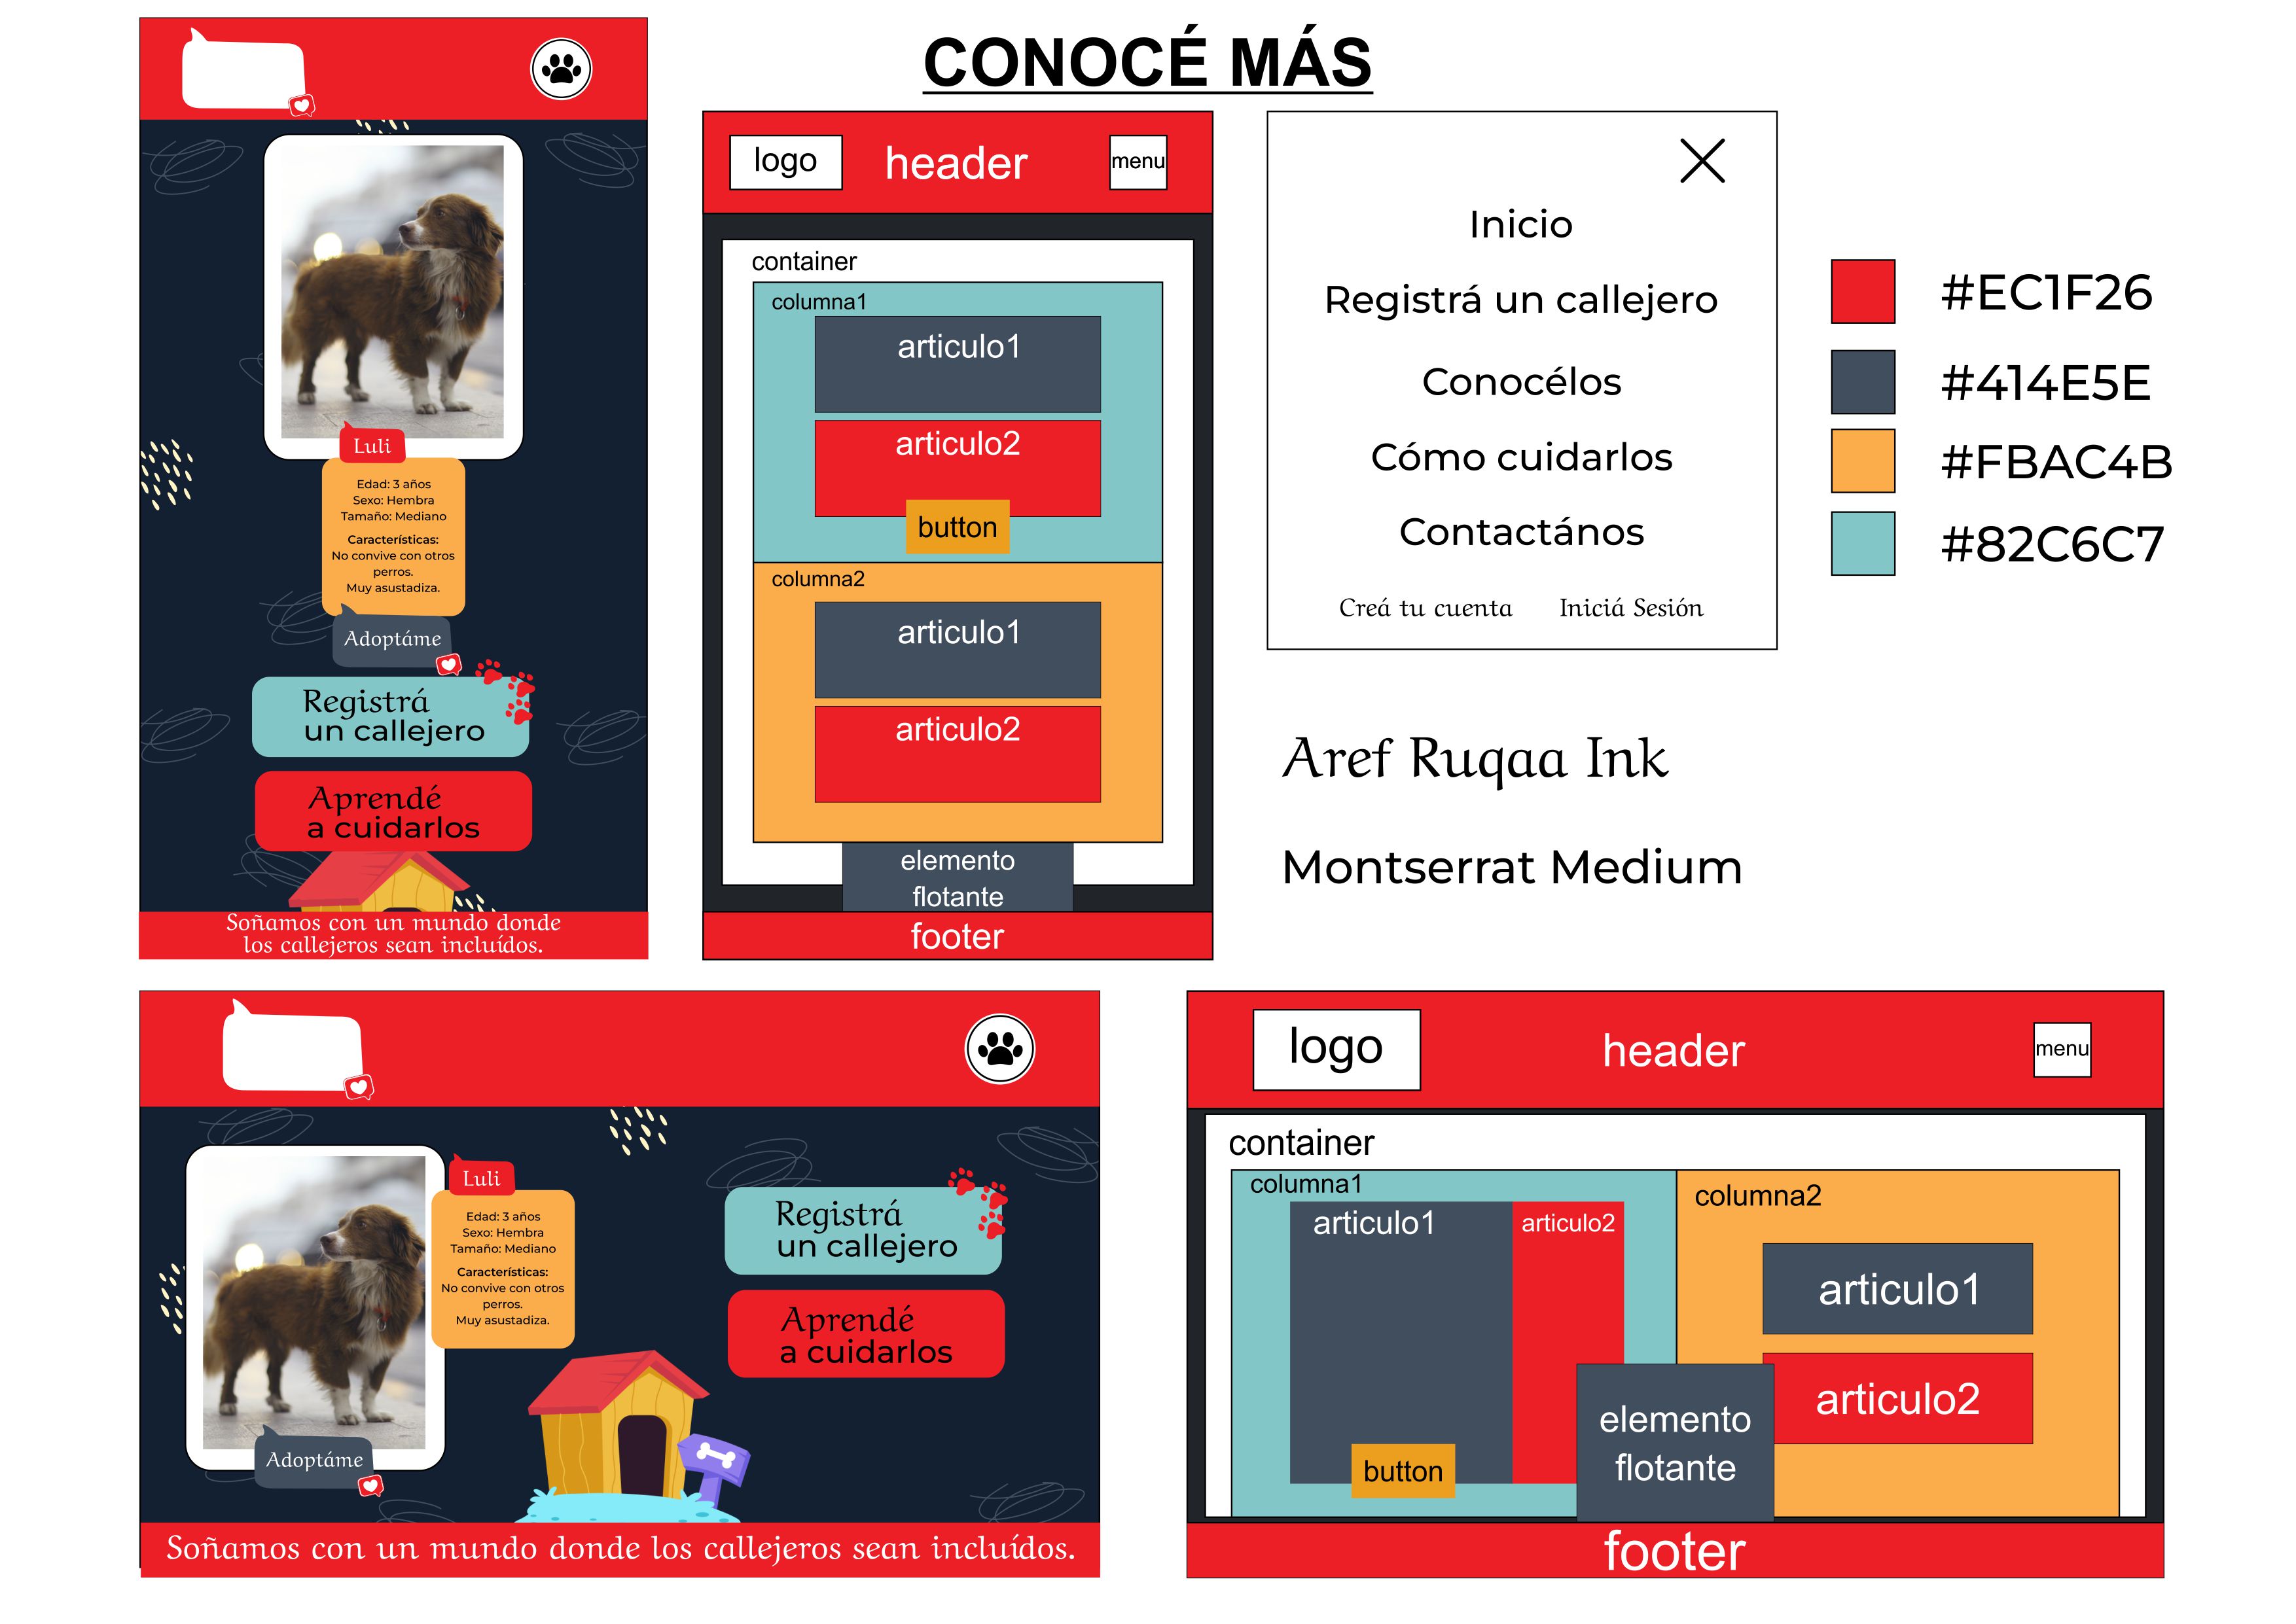 CONOCÉ MÁS
Luli
Edad: 3 años
Sexo: Hembra
Tamaño: Mediano
Características:
No convive con otros
perros.
Muy asustadiza.
Adoptáme
Registrá
un callejero
Aprendé
a cuidarlos
Soñamos con un mundo donde
los callejeros sean incluídos.
logo
header
menu
container
columna1
articulo1
articulo2
button
columna2
articulo1
articulo2
elemento
flotante
footer
Inicio
Registrá un callejero
Conocélos
Cómo cuidarlos
Contactános
Creá tu cuenta
Iniciá Sesión
#EC1F26
#414E5E
#FBAC4B
#82C6C7
Aref Ruqaa Ink
Montserrat Medium
Luli
Edad: 3 años
Sexo: Hembra
Tamaño: Mediano
Características:
No convive con otros
perros.
Muy asustadiza.
Adoptáme
Registrá
un callejero
Aprendé
a cuidarlos
Soñamos con un mundo donde los callejeros sean incluídos.
logo
header
menu
container
columna1
articulo1
articulo2
button
columna2
articulo1
articulo2
elemento
flotante
footer